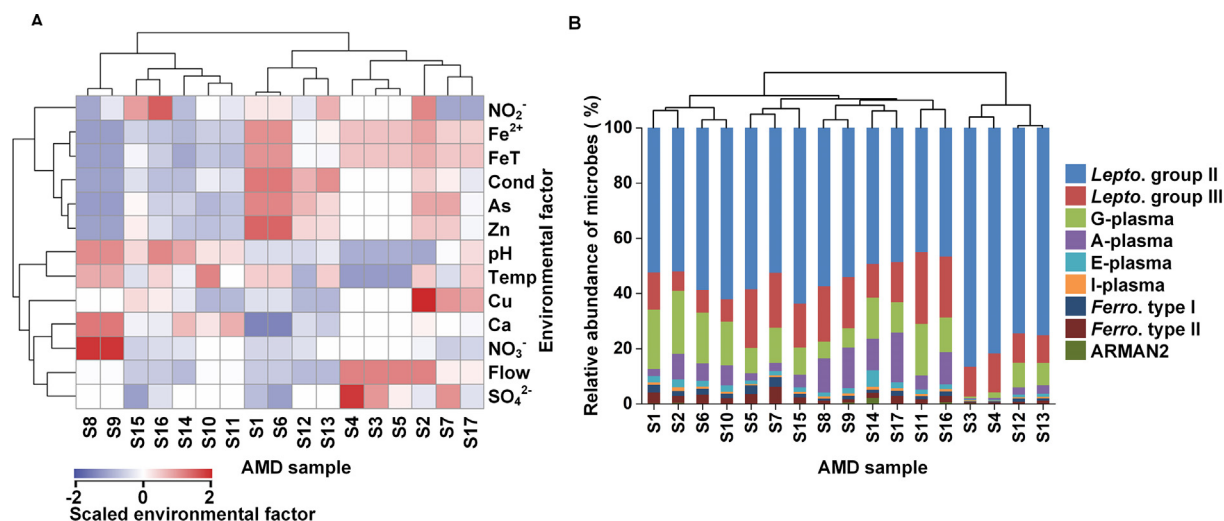 A
NO₂⁻
Fe²⁺
FeT
Cond
As
Zn
pH
Temp
Cu
Ca
NO₃⁻
Flow
SO₄²⁻
Environmental factor
S8 S9 S15 S16 S14 S10 S11 S1 S6 S12 S13 S4 S3 S5 S2 S7 S17
AMD sample
-2 0 2
Scaled environmental factor
B
Relative abundance of microbes ( %)
100
80
60
40
20
0
S1 S2 S6 S10 S5 S7 S15 S8 S9 S14 S17 S11 S16 S3 S4 S12 S13
AMD sample
Lepto. group II
Lepto. group III
G-plasma
A-plasma
E-plasma
I-plasma
Ferro. type I
Ferro. type II
ARMAN2